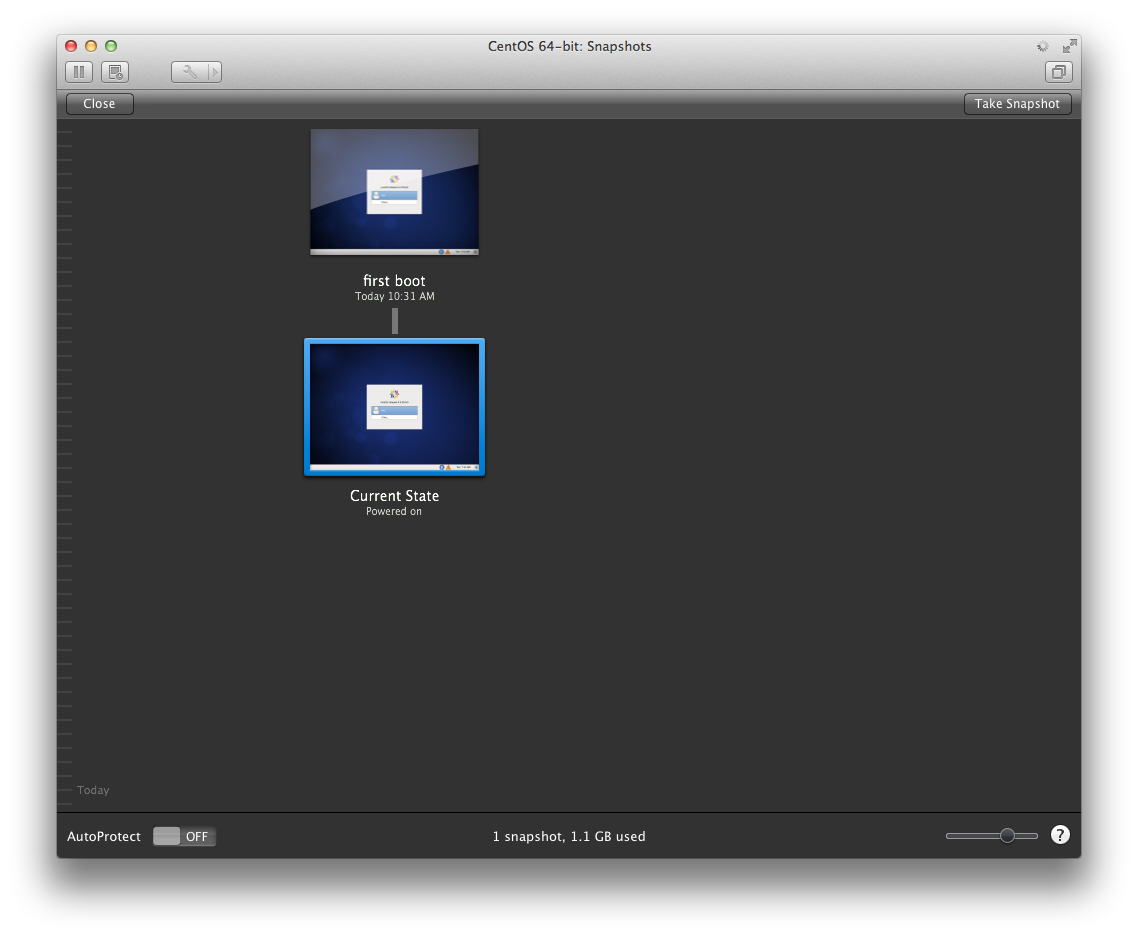 CentOS 64-bit: Snapshots
Close
Take Snapshot
first boot
Today 10:31 AM
Current State
Powered on
Today
AutoProtect
OFF
1 snapshot, 1.1 GB used
?